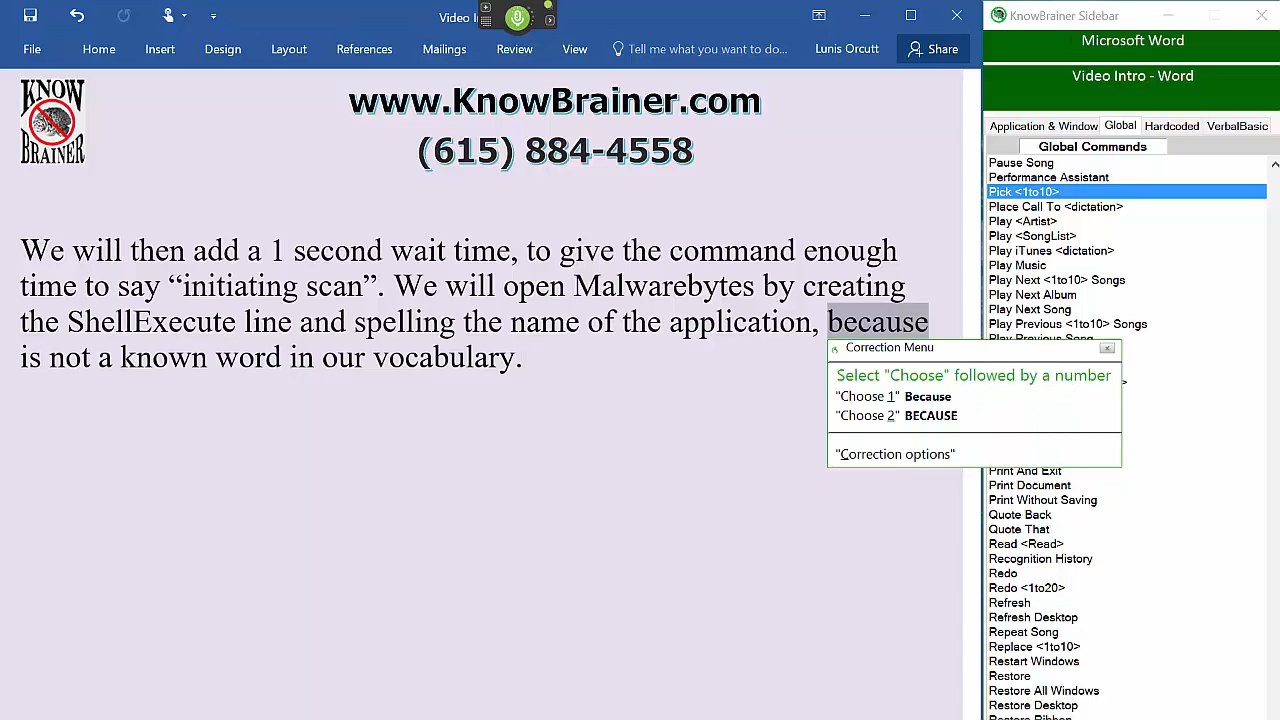 Video I
KnowBrainer Sidebar
File Home Insert Design Layout References Mailings Review View Tell me what you want to do... Lunis Orcutt Share
Microsoft Word
Video Intro - Word
KNOW
BRAINER
www.KnowBrainer.com
(615) 884-4558
We will then add a 1 second wait time, to give the command enough
time to say “initiating scan”. We will open Malwarebytes by creating
the ShellExecute line and spelling the name of the application, because
is not a known word in our vocabulary.
Correction Menu
Select "Choose" followed by a number
"Choose 1" Because
"Choose 2" BECAUSE
"Correction options"
Application & Window Global Hardcoded VerbalBasic
Global Commands
Pause Song
Performance Assistant
Pick <1to10>
Place Call To <dictation>
Play <Artist>
Play <SongList>
Play iTunes <dictation>
Play Music
Play Next <1to10> Songs
Play Next Album
Play Next Song
Play Previous <1to10> Songs
Play Previous Song
Print And Exit
Print Document
Print Without Saving
Quote Back
Quote That
Read <Read>
Recognition History
Redo
Redo <1to20>
Refresh
Refresh Desktop
Repeat Song
Replace <1to10>
Restart Windows
Restore
Restore All Windows
Restore Desktop
Restore Ribbon